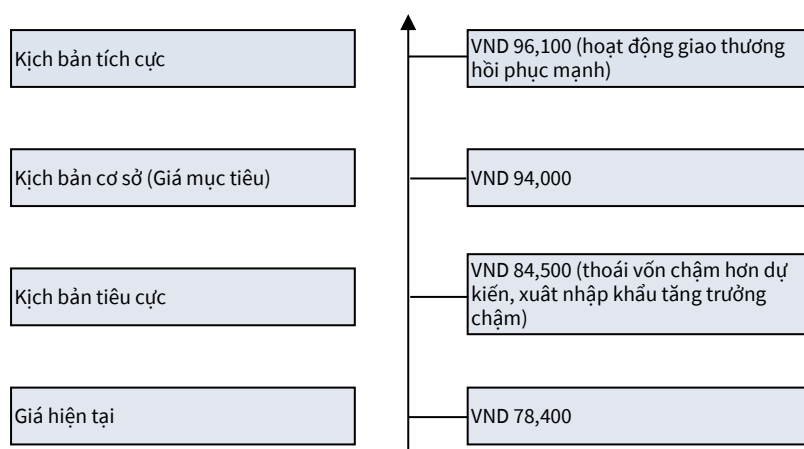 Kịch bản tích cực
VND 96,100 (hoạt động giao thương
hồi phục mạnh)
Kịch bản cơ sở (Giá mục tiêu)
VND 94,000
Kịch bản tiêu cực
VND 84,500 (thoái vốn chậm hơn dự
kiến, xuât nhập khẩu tăng trưởng
chậm)
Giá hiện tại
VND 78,400